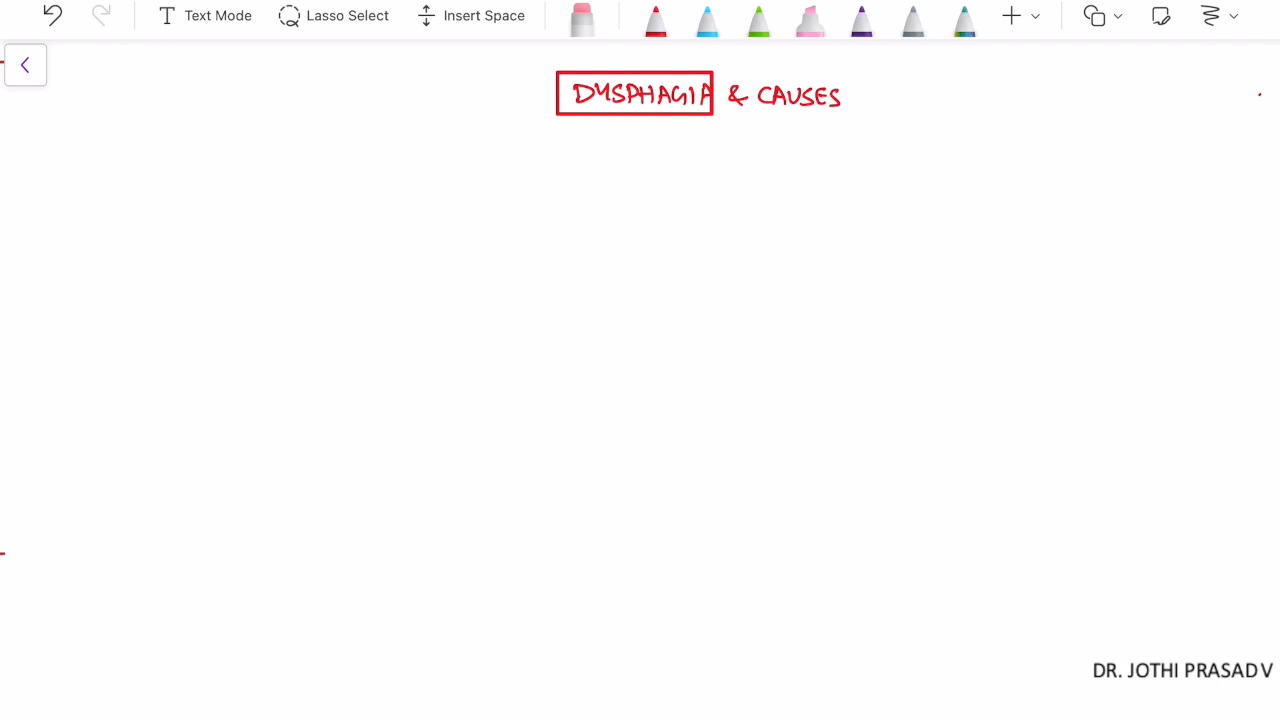 Text Mode Lasso Select Insert Space
DYSPHAGIA & CAUSES
DR. JOTHI PRASAD V